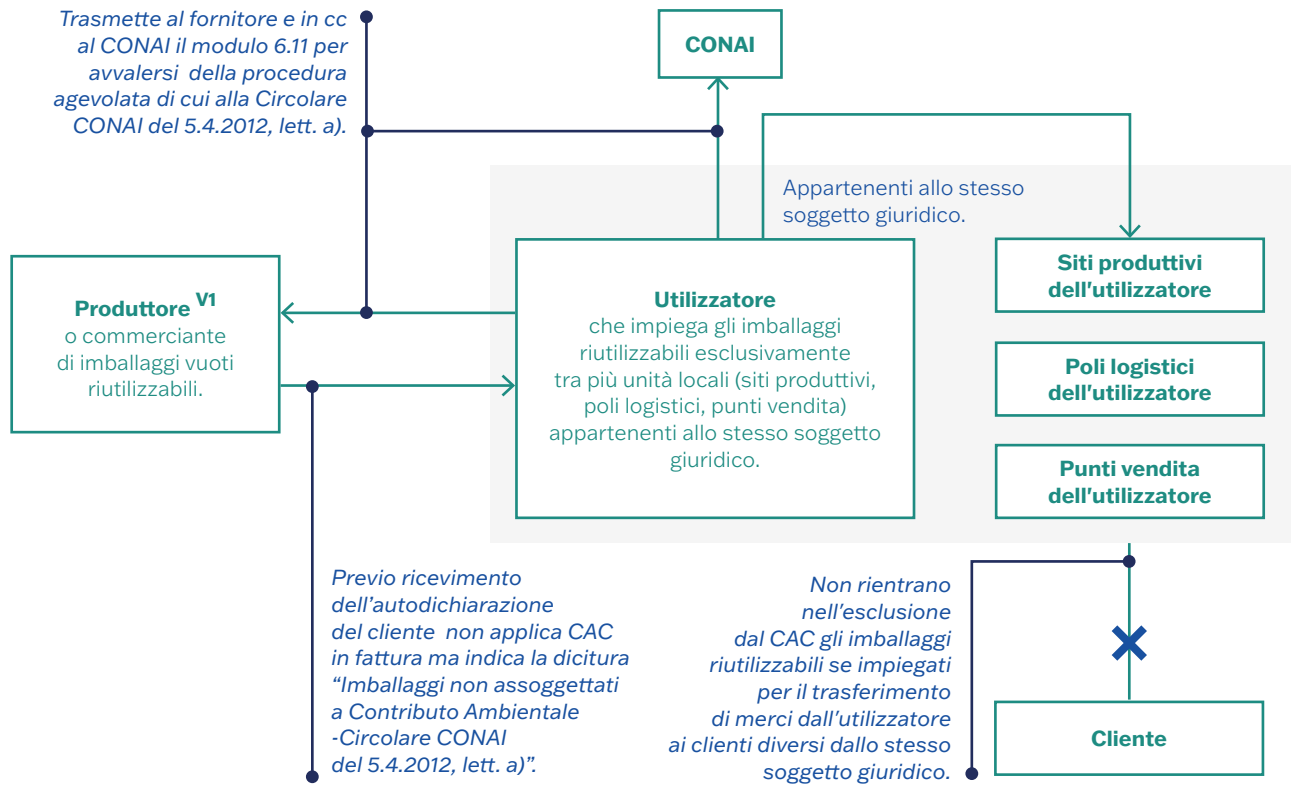 Trasmette al fornitore e in cc
al CONAI il modulo 6.11 per
avvalersi della procedura
agevolata di cui alla Circolare
CONAI del 5.4.2012, lett. a).
CONAI
Appartenenti allo stesso
soggetto giuridico.
Produttore V1
o commerciante
di imballaggi vuoti
riutilizzabili.
Utilizzatore
che impiega gli imballaggi
riutilizzabili esclusivamente
tra più unità locali (siti produttivi,
poli logistici, punti vendita)
appartenenti allo stesso soggetto
giuridico.
Siti produttivi
dell'utilizzatore
Poli logistici
dell'utilizzatore
Punti vendita
dell'utilizzatore
Previo ricevimento
dell'autodichiarazione
del cliente non applica CAC
in fattura ma indica la dicitura
“Imballaggi non assoggettati
a Contributo Ambientale
-Circolare CONAI
del 5.4.2012, lett. a)”.
Non rientrano
nell'esclusione
dal CAC gli imballaggi
riutilizzabili se impiegati
per il trasferimento
di merci dall'utilizzatore
ai clienti diversi dallo stesso
soggetto giuridico.
Cliente